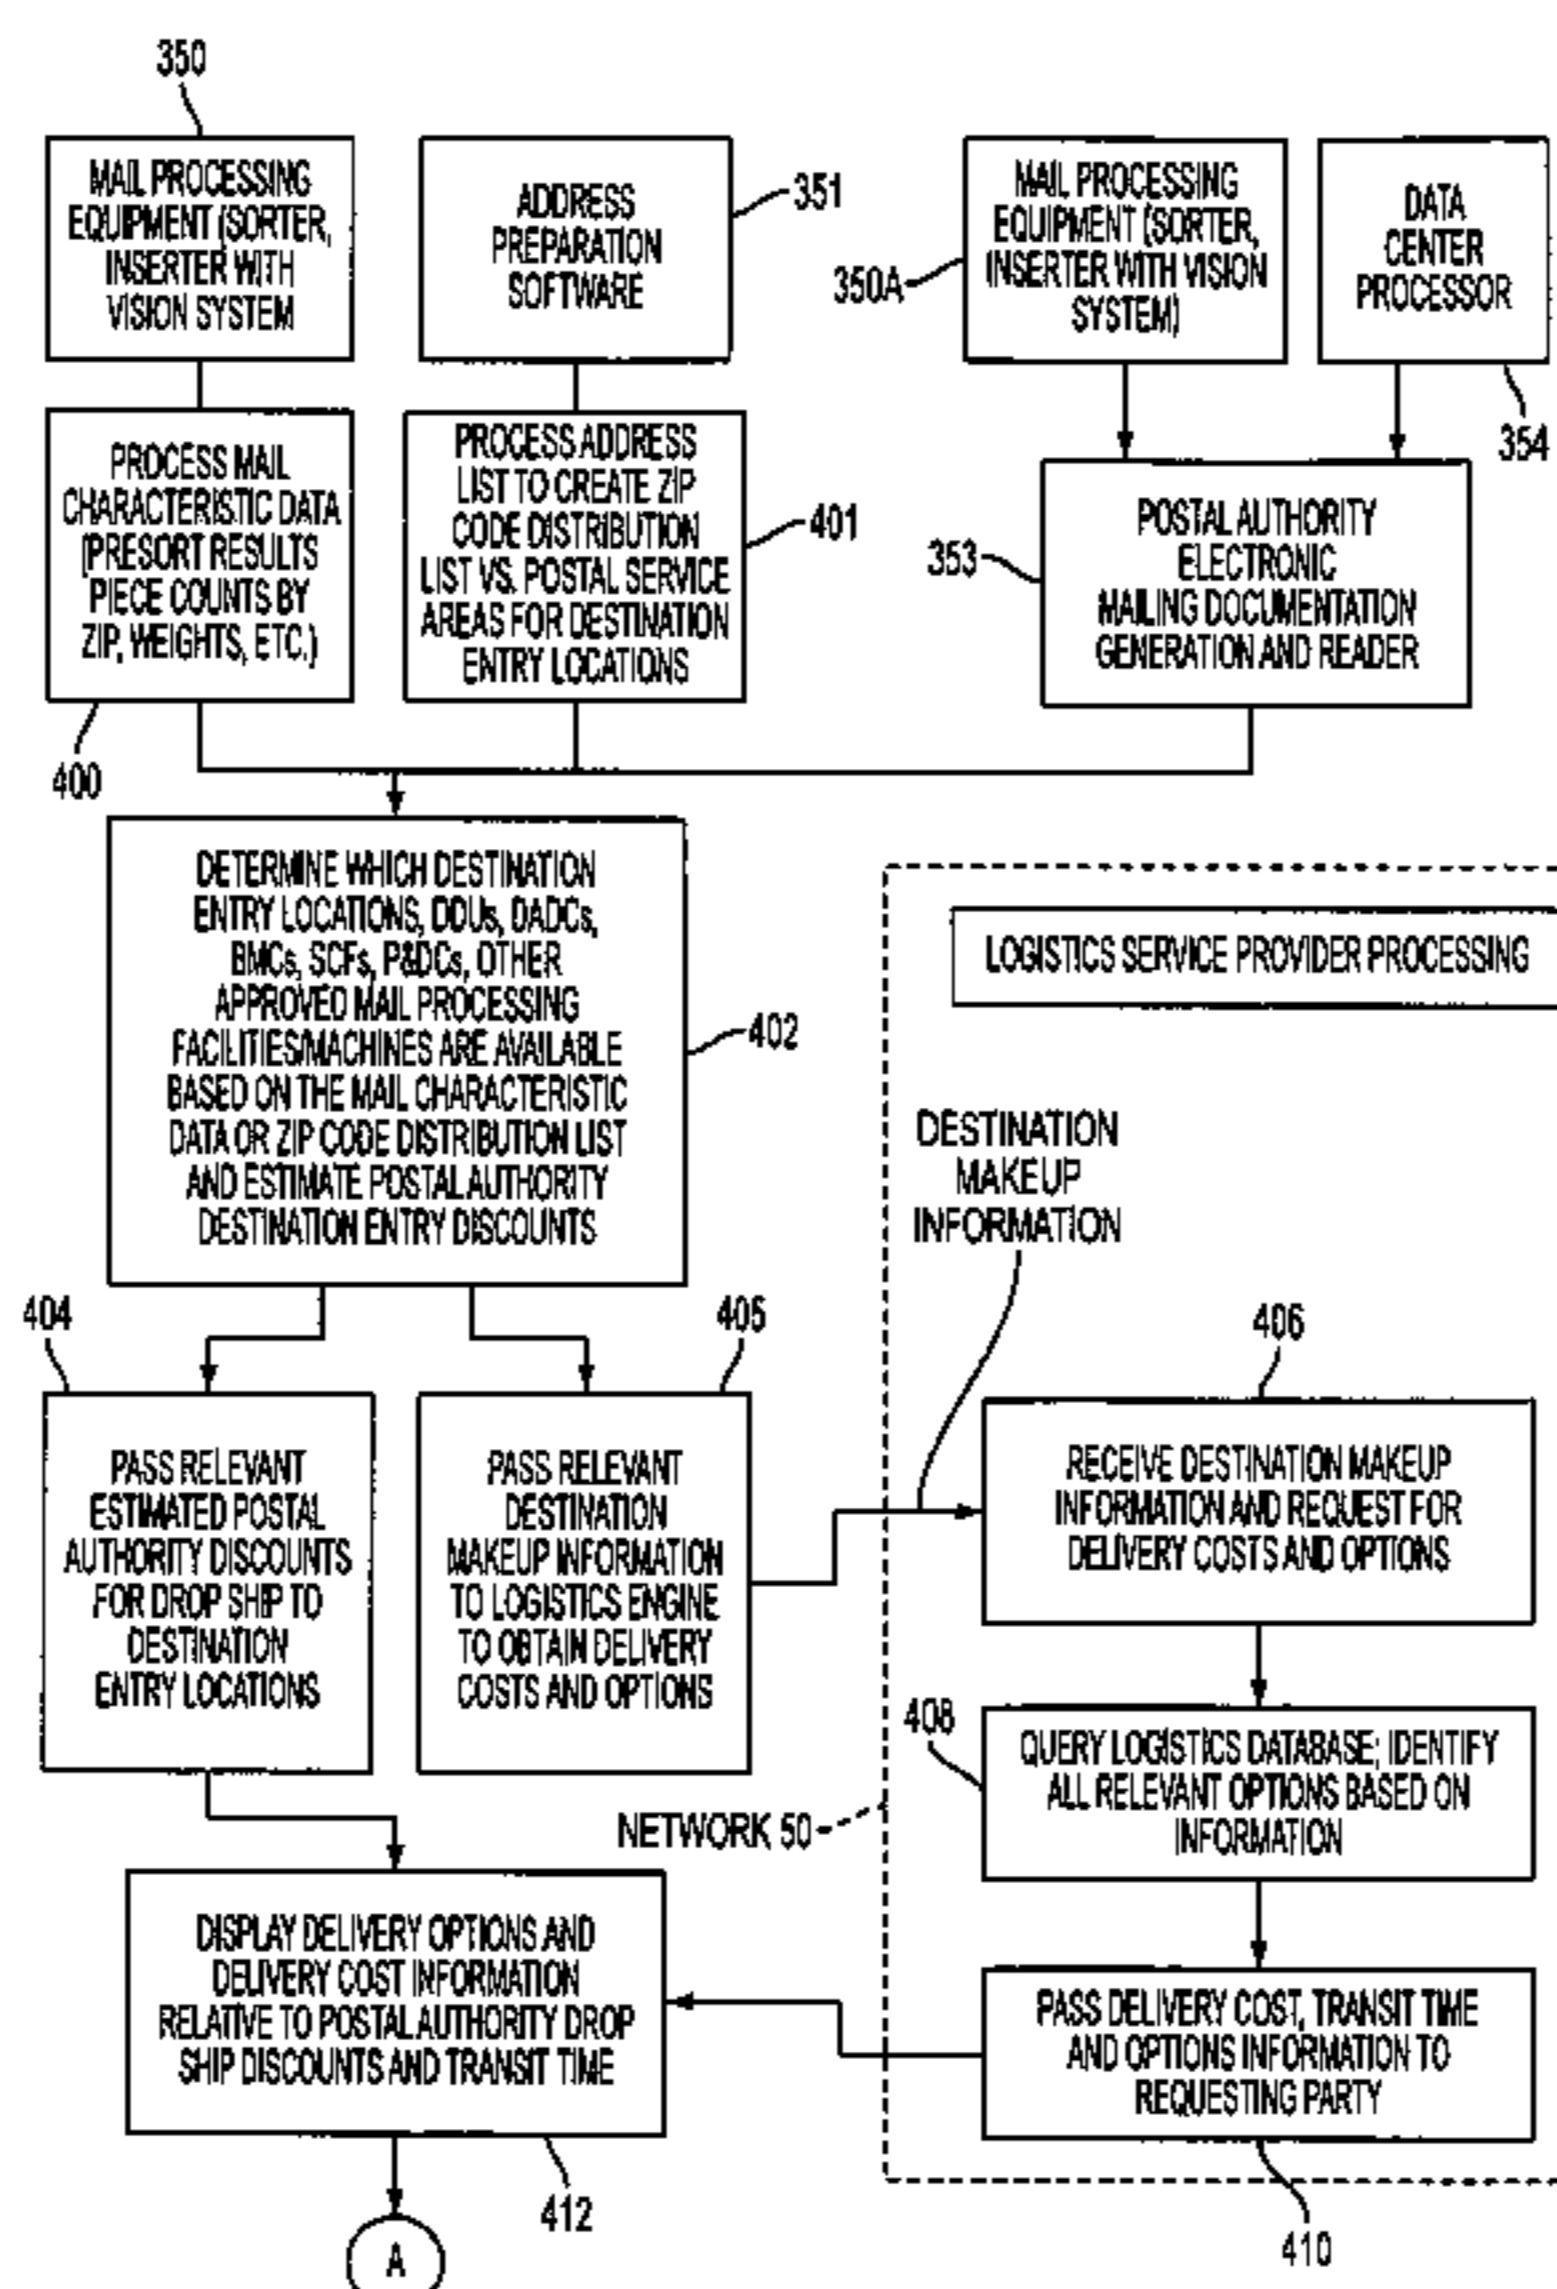 350
MAIL PROCESSING
EQUIPMENT (SORTER,
INSERTER WITH
VISION SYSTEM
ADDRESS
PREPARATION
SOFTWARE
351
350A
MAIL PROCESSING
EQUIPMENT (SORTER,
INSERTER WITH VISION
SYSTEM)
DATA
CENTER
PROCESSOR
354
PROCESS MAIL
CHARACTERISTIC DATA
(PRESORT RESULTS
PIECE COUNTS BY
ZIP, WEIGHTS, ETC.)
400
PROCESS ADDRESS
LIST TO CREATE ZIP
CODE DISTRIBUTION
LIST VS. POSTAL SERVICE
AREAS FOR DESTINATION
ENTRY LOCATIONS
401
353
POSTAL AUTHORITY
ELECTRONIC
MAILING DOCUMENTATION
GENERATION AND READER
DETERMINE WHICH DESTINATION
ENTRY LOCATIONS, DDUs, DADCs,
BMCs, SCFs, P&DCs, OTHER
APPROVED MAIL PROCESSING
FACILITIES/MACHINES ARE AVAILABLE
BASED ON THE MAIL CHARACTERISTIC
DATA OR ZIP CODE DISTRIBUTION LIST
AND ESTIMATE POSTAL AUTHORITY
DESTINATION ENTRY DISCOUNTS
402
LOGISTICS SERVICE PROVIDER PROCESSING
DESTINATION
MAKEUP
INFORMATION
404
PASS RELEVANT
ESTIMATED POSTAL
AUTHORITY DISCOUNTS
FOR DROP SHIP TO
DESTINATION
ENTRY LOCATIONS
405
PASS RELEVANT
DESTINATION
MAKEUP INFORMATION
TO LOGISTICS ENGINE
TO OBTAIN DELIVERY
COSTS AND OPTIONS
406
RECEIVE DESTINATION MAKEUP
INFORMATION AND REQUEST FOR
DELIVERY COSTS AND OPTIONS
408
QUERY LOGISTICS DATABASE; IDENTIFY
ALL RELEVANT OPTIONS BASED ON
INFORMATION
NETWORK 50
DISPLAY DELIVERY OPTIONS AND
DELIVERY COST INFORMATION
RELATIVE TO POSTAL AUTHORITY DROP
SHIP DISCOUNTS AND TRANSIT TIME
412
PASS DELIVERY COST, TRANSIT TIME
AND OPTIONS INFORMATION TO
REQUESTING PARTY
410
A